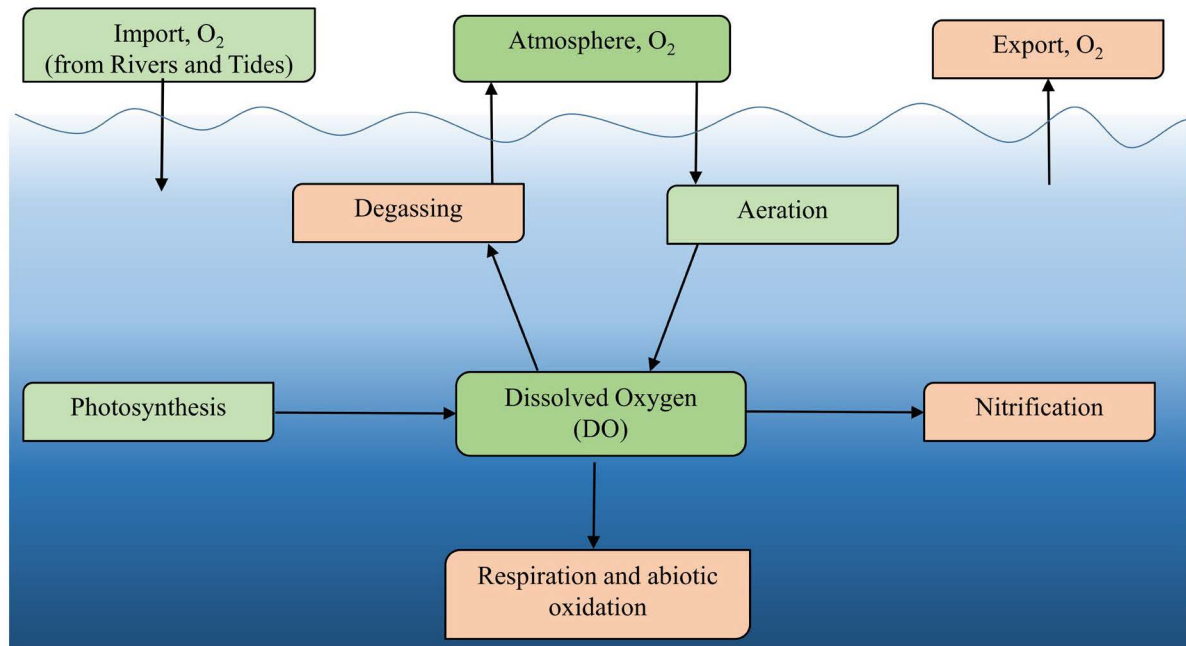 Import, O₂
(from Rivers and Tides)
Atmosphere, O₂
Export, O₂
Degassing
Aeration
Photosynthesis
Dissolved Oxygen
(DO)
Nitrification
Respiration and abiotic
oxidation